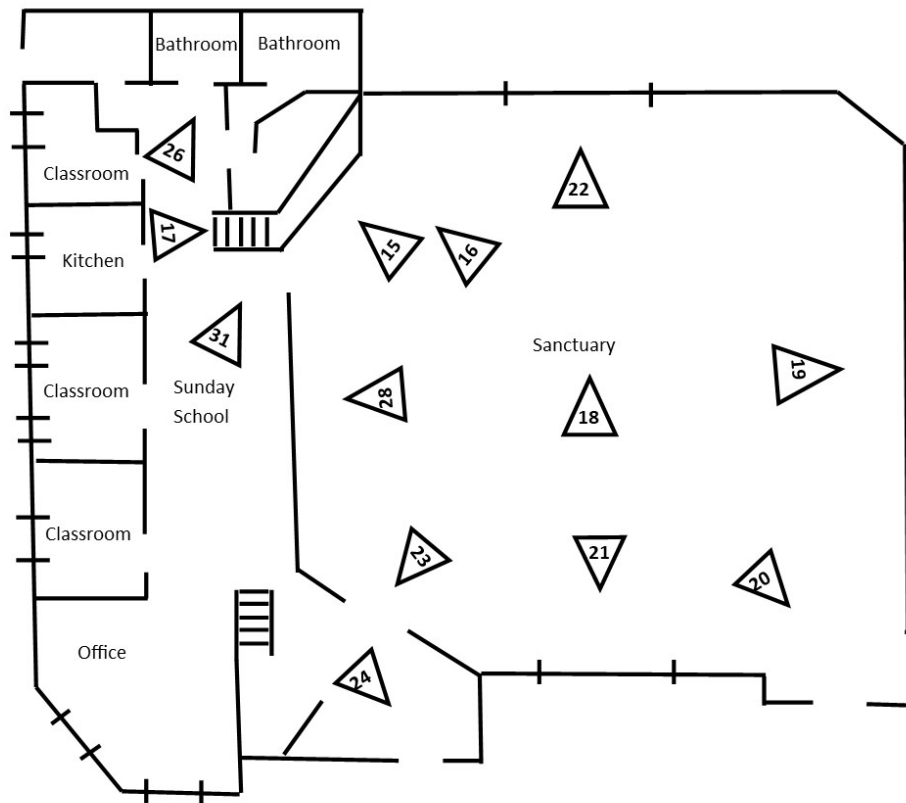 Bathroom
Bathroom
26
Classroom
22
17
Kitchen
15
16
31
Sanctuary
19
Classroom
Sunday
School
28
18
Classroom
23
21
20
Office
24